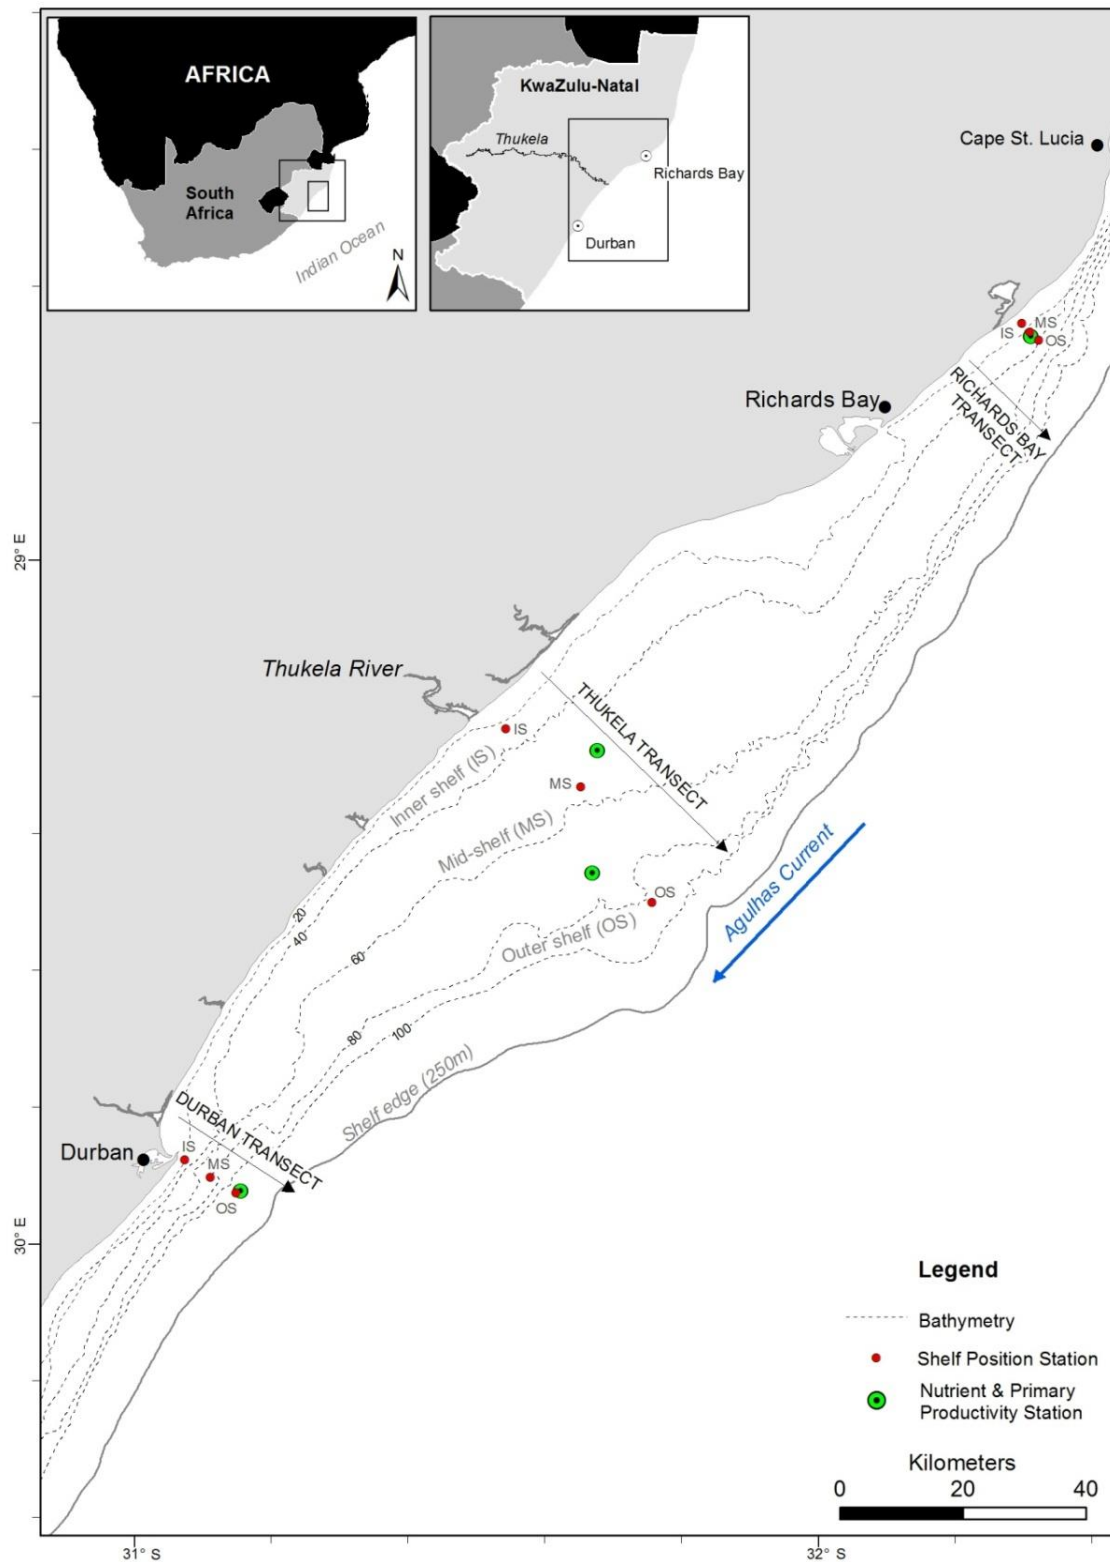 AFRICA
South
Africa
Indian Ocean
N
KwaZulu-Natal
Thukela
Richards Bay
Durban
Cape St. Lucia
MS
IS
OS
Richards Bay
RICHARDS BAY
TRANSECT
29° E
Thukela River
THUKELA TRANSECT
IS
MS
Inner shelf (IS)
Mid-shelf (MS)
OS
Agulhas Current
Outer shelf (OS)
20
40
60
80
100
Shelf edge (250m)
DURBAN TRANSECT
Durban
IS
MS
OS
30° E
Legend
Bathymetry
Shelf Position Station
Nutrient & Primary
Productivity Station
Kilometers
0 20 40
31° S
32° S